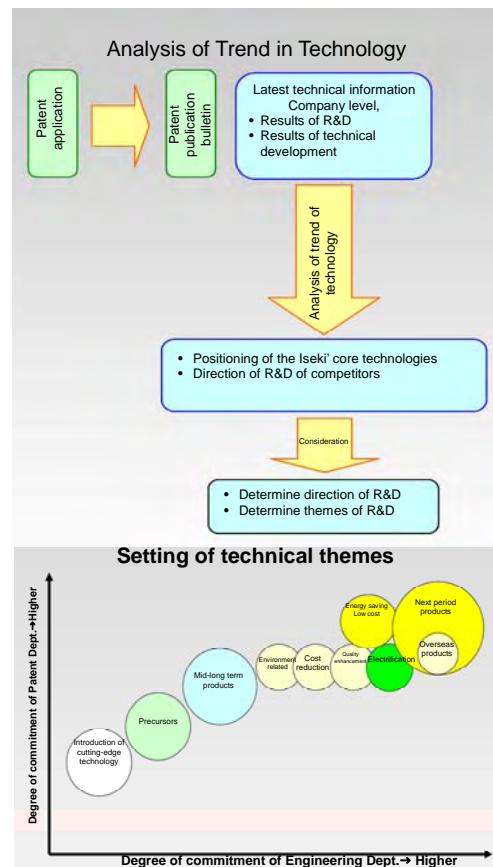 Analysis of Trend in Technology
Patent
application
Patent
publication
bulletin
Latest technical information
Company level,
• Results of R&D
• Results of technical
development
Analysis of trend of
technology
• Positioning of the Iseki' core technologies
• Direction of R&D of competitors
Consideration
• Determine direction of R&D
• Determine themes of R&D
Setting of technical themes
Degree of commitment of Patent Dept.→Higher
Introduction of
cutting-edge
technology
Precursors
Mid-long term
products
Environment
related
Cost
reduction
Quality
enhancement
Energy saving
Low cost
Electrification
Next period
products
Overseas
products
Degree of commitment of Engineering Dept.→ Higher